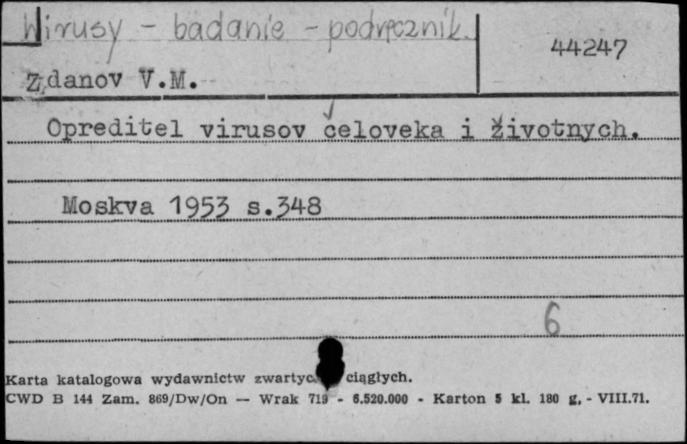 Wirusy - badanie - podręcznik.
44247
Zdanov V.M.
Opreditel virusov čeloveka i životnych.
Moskva 1953 s.348
6
Karta katalogowa wydawnictw ciągłych.
CWD B 144 Zam. 869/Dw/On — Wrak 719 - 6.520.000 - Karton 5 kl. 180 g. - VIII.71.